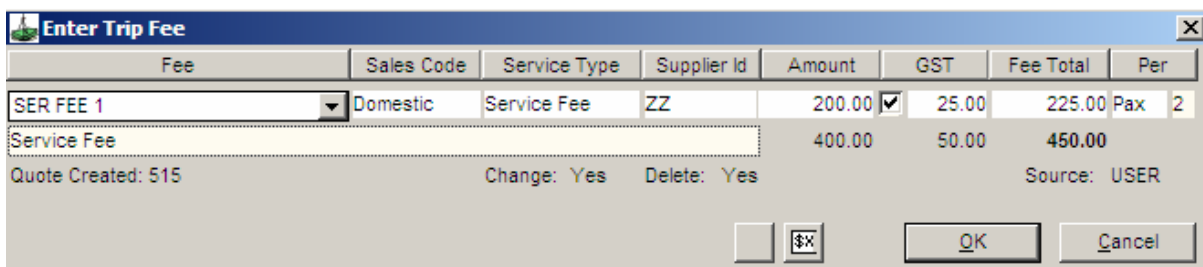 Enter Trip Fee
Fee Sales Code Service Type Supplier Id Amount GST Fee Total Per
SER FEE 1 Domestic Service Fee ZZ 200.00 25.00 225.00 Pax 2
Service Fee 400.00 50.00 450.00
Quote Created: 515 Change: Yes Delete: Yes Source: USER
$X OK Cancel